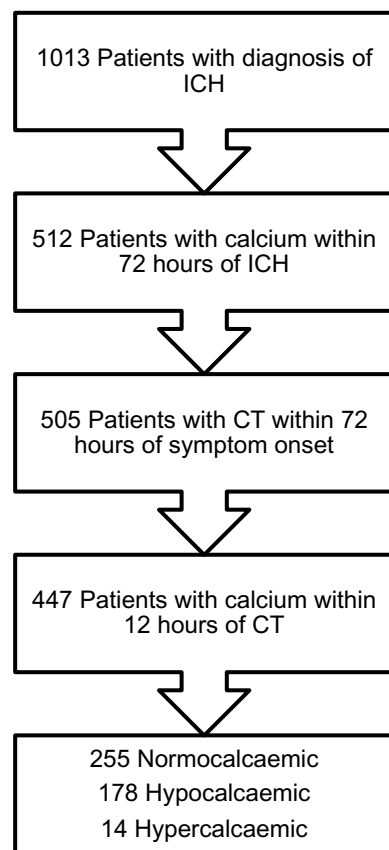 1013 Patients with diagnosis of
ICH
512 Patients with calcium within
72 hours of ICH
505 Patients with CT within 72
hours of symptom onset
447 Patients with calcium within
12 hours of CT
255 Normocalcaemic
178 Hypocalcaemic
14 Hypercalcaemic